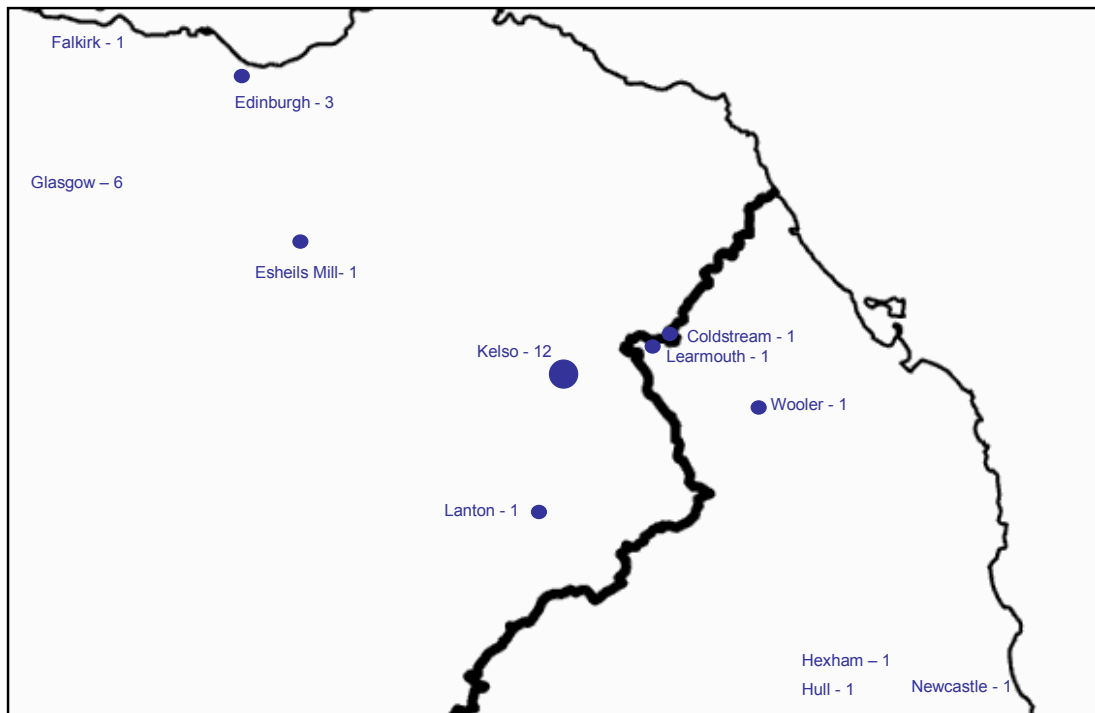 Falkirk - 1
Edinburgh - 3
Glasgow – 6
Esheils Mill- 1
Coldstream - 1
Kelso - 12
Learmouth - 1
Wooler - 1
Lanton - 1
Hexham – 1
Hull - 1
Newcastle - 1